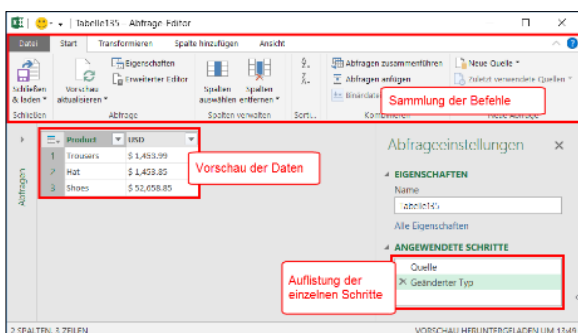 Tabelle135 - Abfrage-Editor
Datei Start Transformieren Spalte hinzufügen Ansicht
Schließen & laden
Vorschau aktualisieren
Eigenschaften
Erweiterter Editor
Spalten auswählen
Spalten entfernen
Abfragen zusammenführen
Abfragen anfügen
Neue Quelle
Zuletzt verwendete Quellen
Sammlung der Befehle
Schließen Abfrage Spalten verwalten Sort... Neue Abfrage
Abfragen
Product USD
1 Trousers $ 1,453.99
2 Hat $ 1,453.85
3 Shoes $ 52,658.85
Vorschau der Daten
Abfrageeinstellungen
EIGENSCHAFTEN
Name
Tabelle135
Alle Eigenschaften
ANGEWENDETE SCHRITTE
Quelle
Geänderter Typ
Auflistung der
einzelnen Schritte
2 SPALTEN, 3 ZEILEN
VORSCHAU HERUNTERGELADEN UM